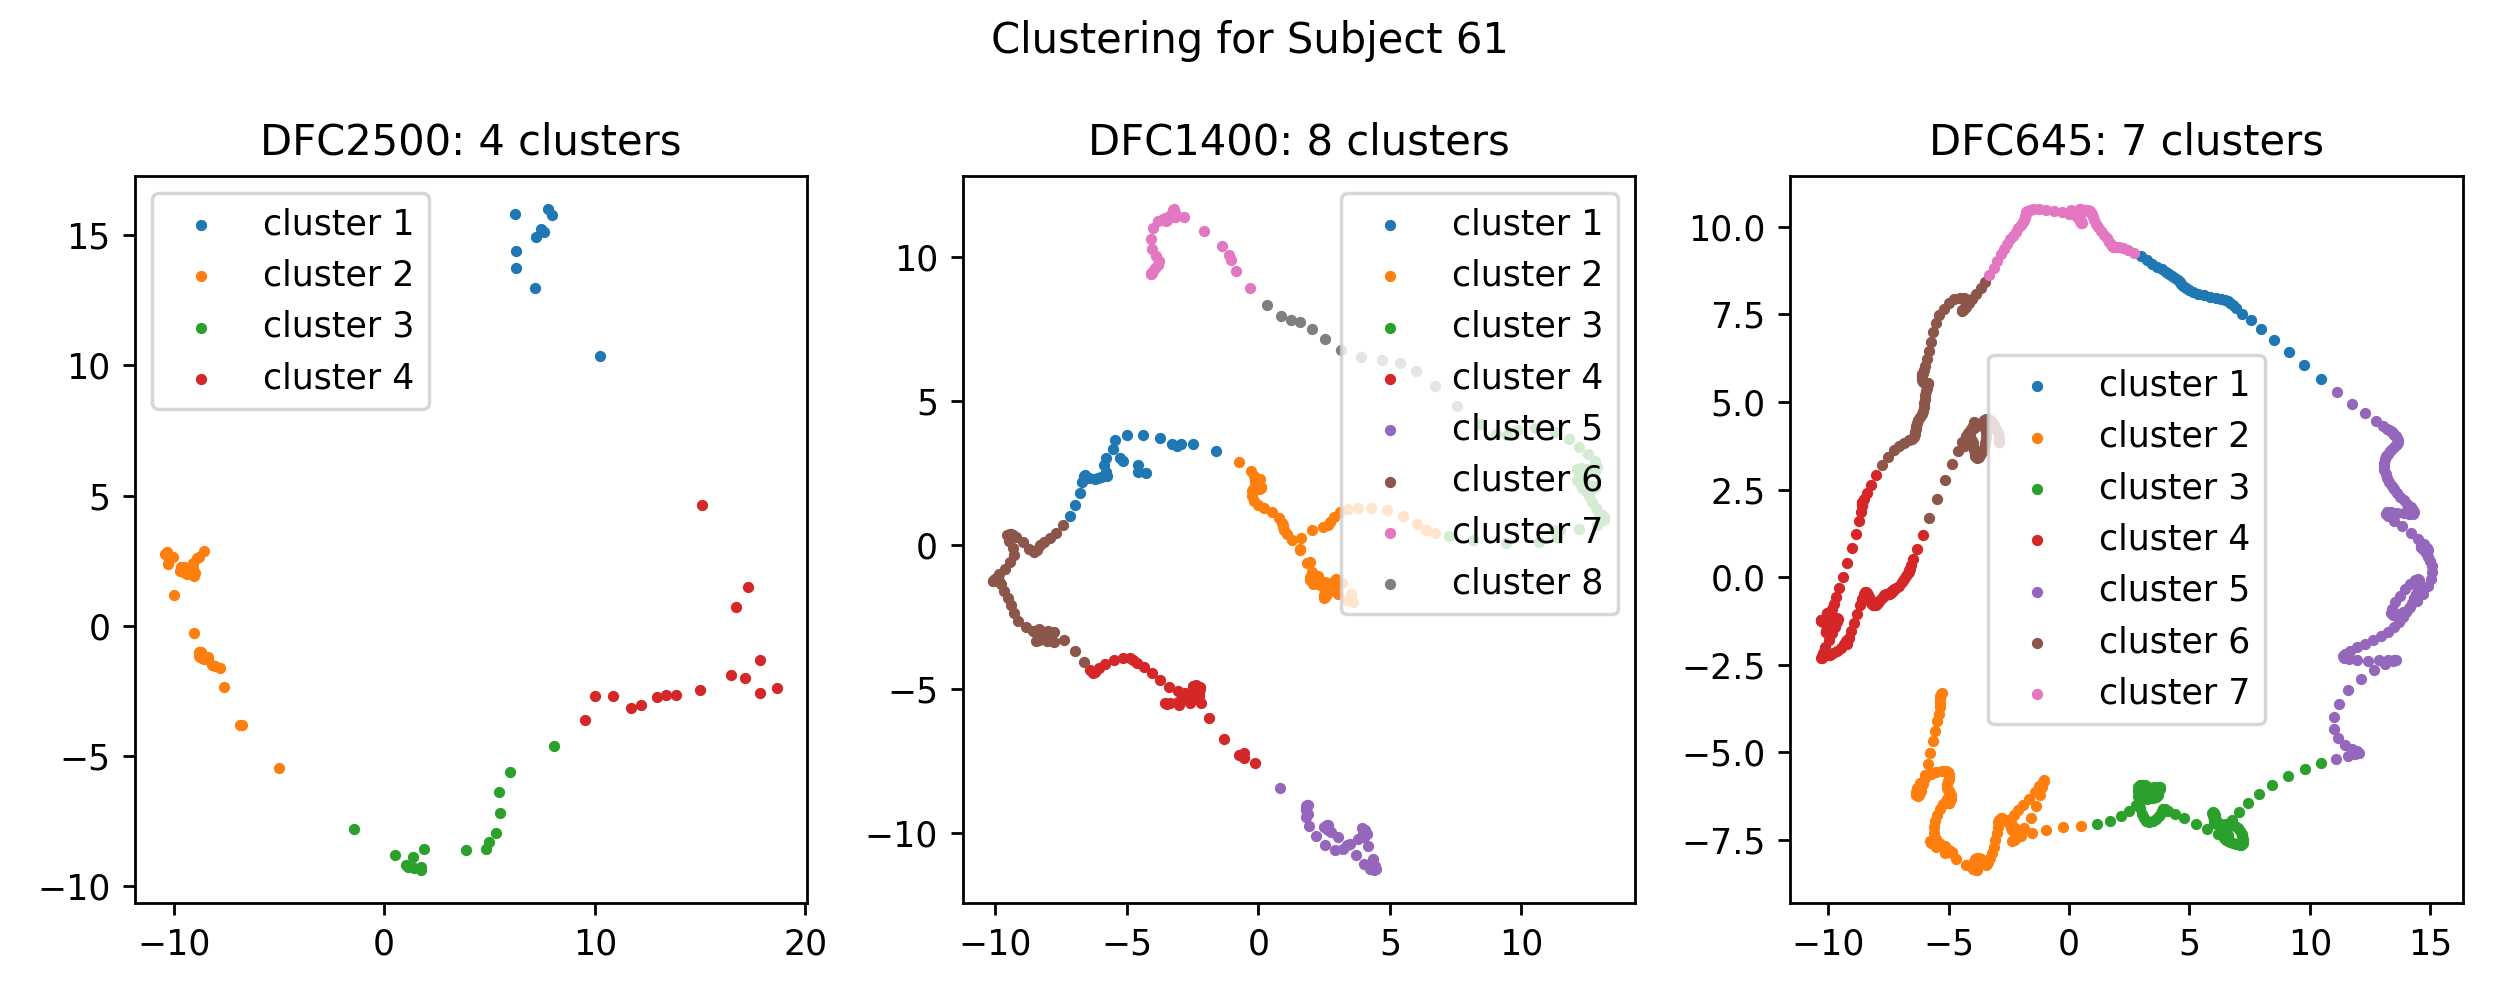 Clustering for Subject 61
DFC2500: 4 clusters
15
10
5
0
−5
−10
−10
0
10
20
cluster 1
cluster 2
cluster 3
cluster 4
DFC1400: 8 clusters
10
5
0
−5
−10
−10
−5
0
5
10
cluster 1
cluster 2
cluster 3
cluster 4
cluster 5
cluster 6
cluster 7
cluster 8
DFC645: 7 clusters
10.0
7.5
5.0
2.5
0.0
−2.5
−5.0
−7.5
−10
−5
0
5
10
15
cluster 1
cluster 2
cluster 3
cluster 4
cluster 5
cluster 6
cluster 7